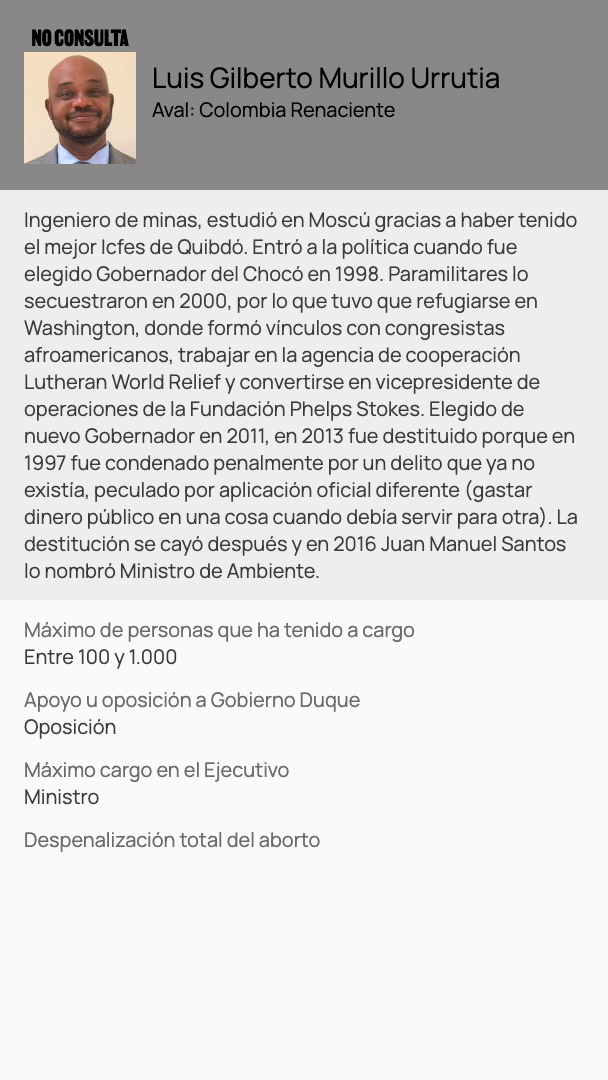 NO CONSULTA
Luis Gilberto Murillo Urrutia
Aval: Colombia Renaciente
Ingeniero de minas, estudió en Moscú gracias a haber tenido
el mejor Icfes de Quibdó. Entró a la política cuando fue
elegido Gobernador del Chocó en 1998. Paramilitares lo
secuestraron en 2000, por lo que tuvo que refugiarse en
Washington, donde formó vínculos con congresistas
afroamericanos, trabajar en la agencia de cooperación
Lutheran World Relief y convertirse en vicepresidente de
operaciones de la Fundación Phelps Stokes. Elegido de
nuevo Gobernador en 2011, en 2013 fue destituido porque en
1997 fue condenado penalmente por un delito que ya no
existía, peculado por aplicación oficial diferente (gastar
dinero público en una cosa cuando debía servir para otra). La
destitución se cayó después y en 2016 Juan Manuel Santos
lo nombró Ministro de Ambiente.
Máximo de personas que ha tenido a cargo
Entre 100 y 1.000
Apoyo u oposición a Gobierno Duque
Oposición
Máximo cargo en el Ejecutivo
Ministro
Despenalización total del aborto